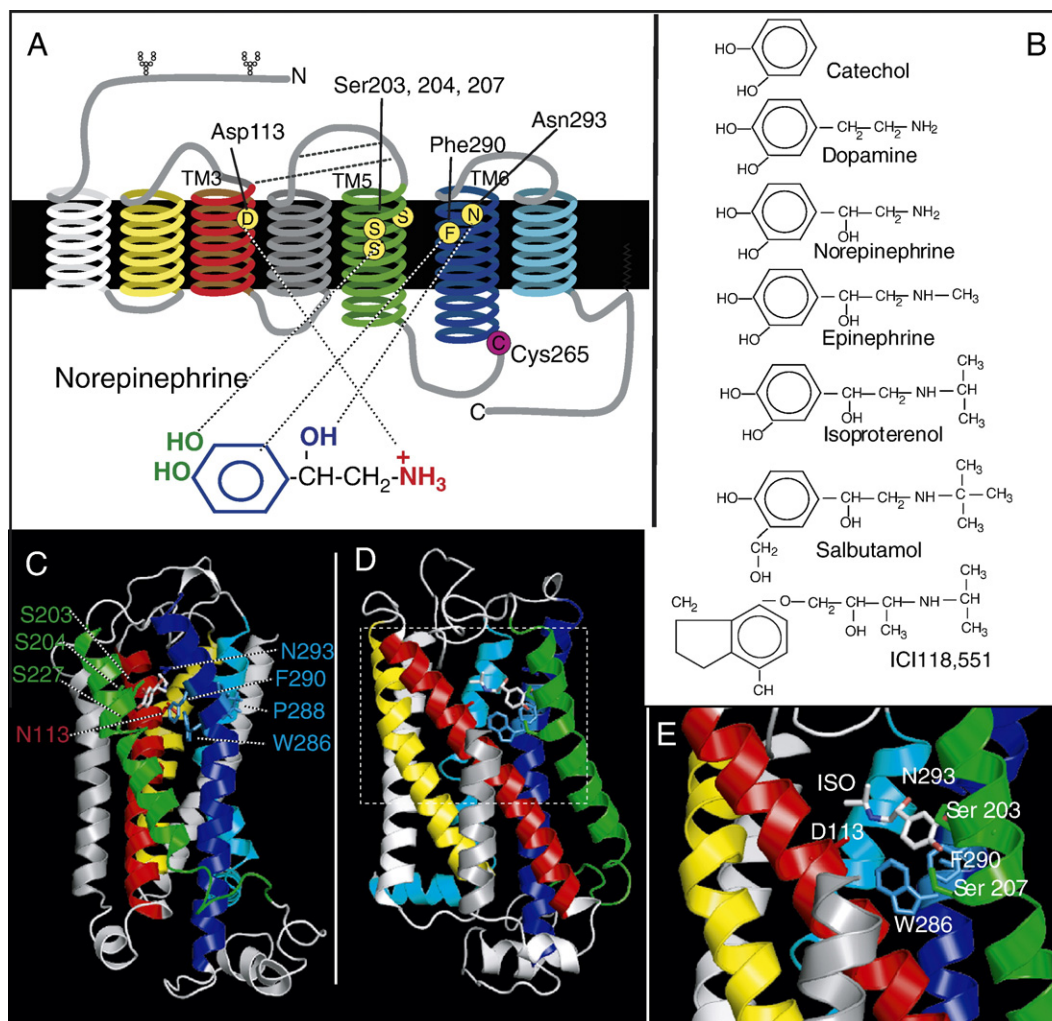 A
N
Ser203, 204, 207
Asp113
Asn293
Phe290
TM3
TM5
TM6
D
S
S
S
F
N
C
Cys265
C
Norepinephrine
HO
HO
OH
CH—CH2—NH3
+
B
HO
HO
Catechol
HO
HO
CH2—CH2—NH2
Dopamine
HO
HO
CH—CH2—NH2
OH
Norepinephrine
HO
HO
CH—CH2—NH—CH3
OH
Epinephrine
HO
HO
CH—CH2—NH—CH
OH
CH3
CH3
Isoproterenol
HO
CH—CH2—NH—C—CH3
OH
CH3
CH3
CH2
OH
Salbutamol
CH2
O—CH2—CH—CH—NH—CH
OH
CH3
CH3
CH3
CH
ICI118,551
C
S203
S204
S227
N113
N293
F290
P288
W286
D
E
ISO
N293
D113
Ser 203
F290
Ser 207
W286